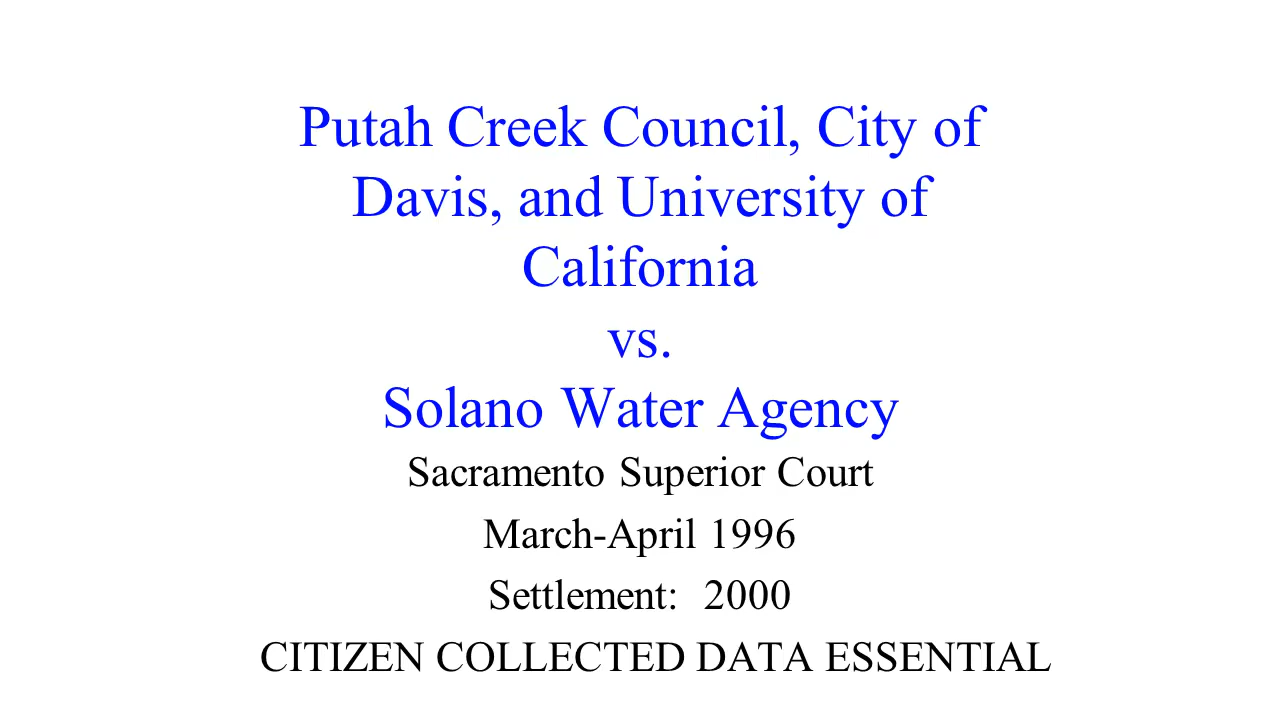 Putah Creek Council, City of
Davis, and University of
California
vs.
Solano Water Agency
Sacramento Superior Court
March-April 1996
Settlement:  2000
CITIZEN COLLECTED DATA ESSENTIAL